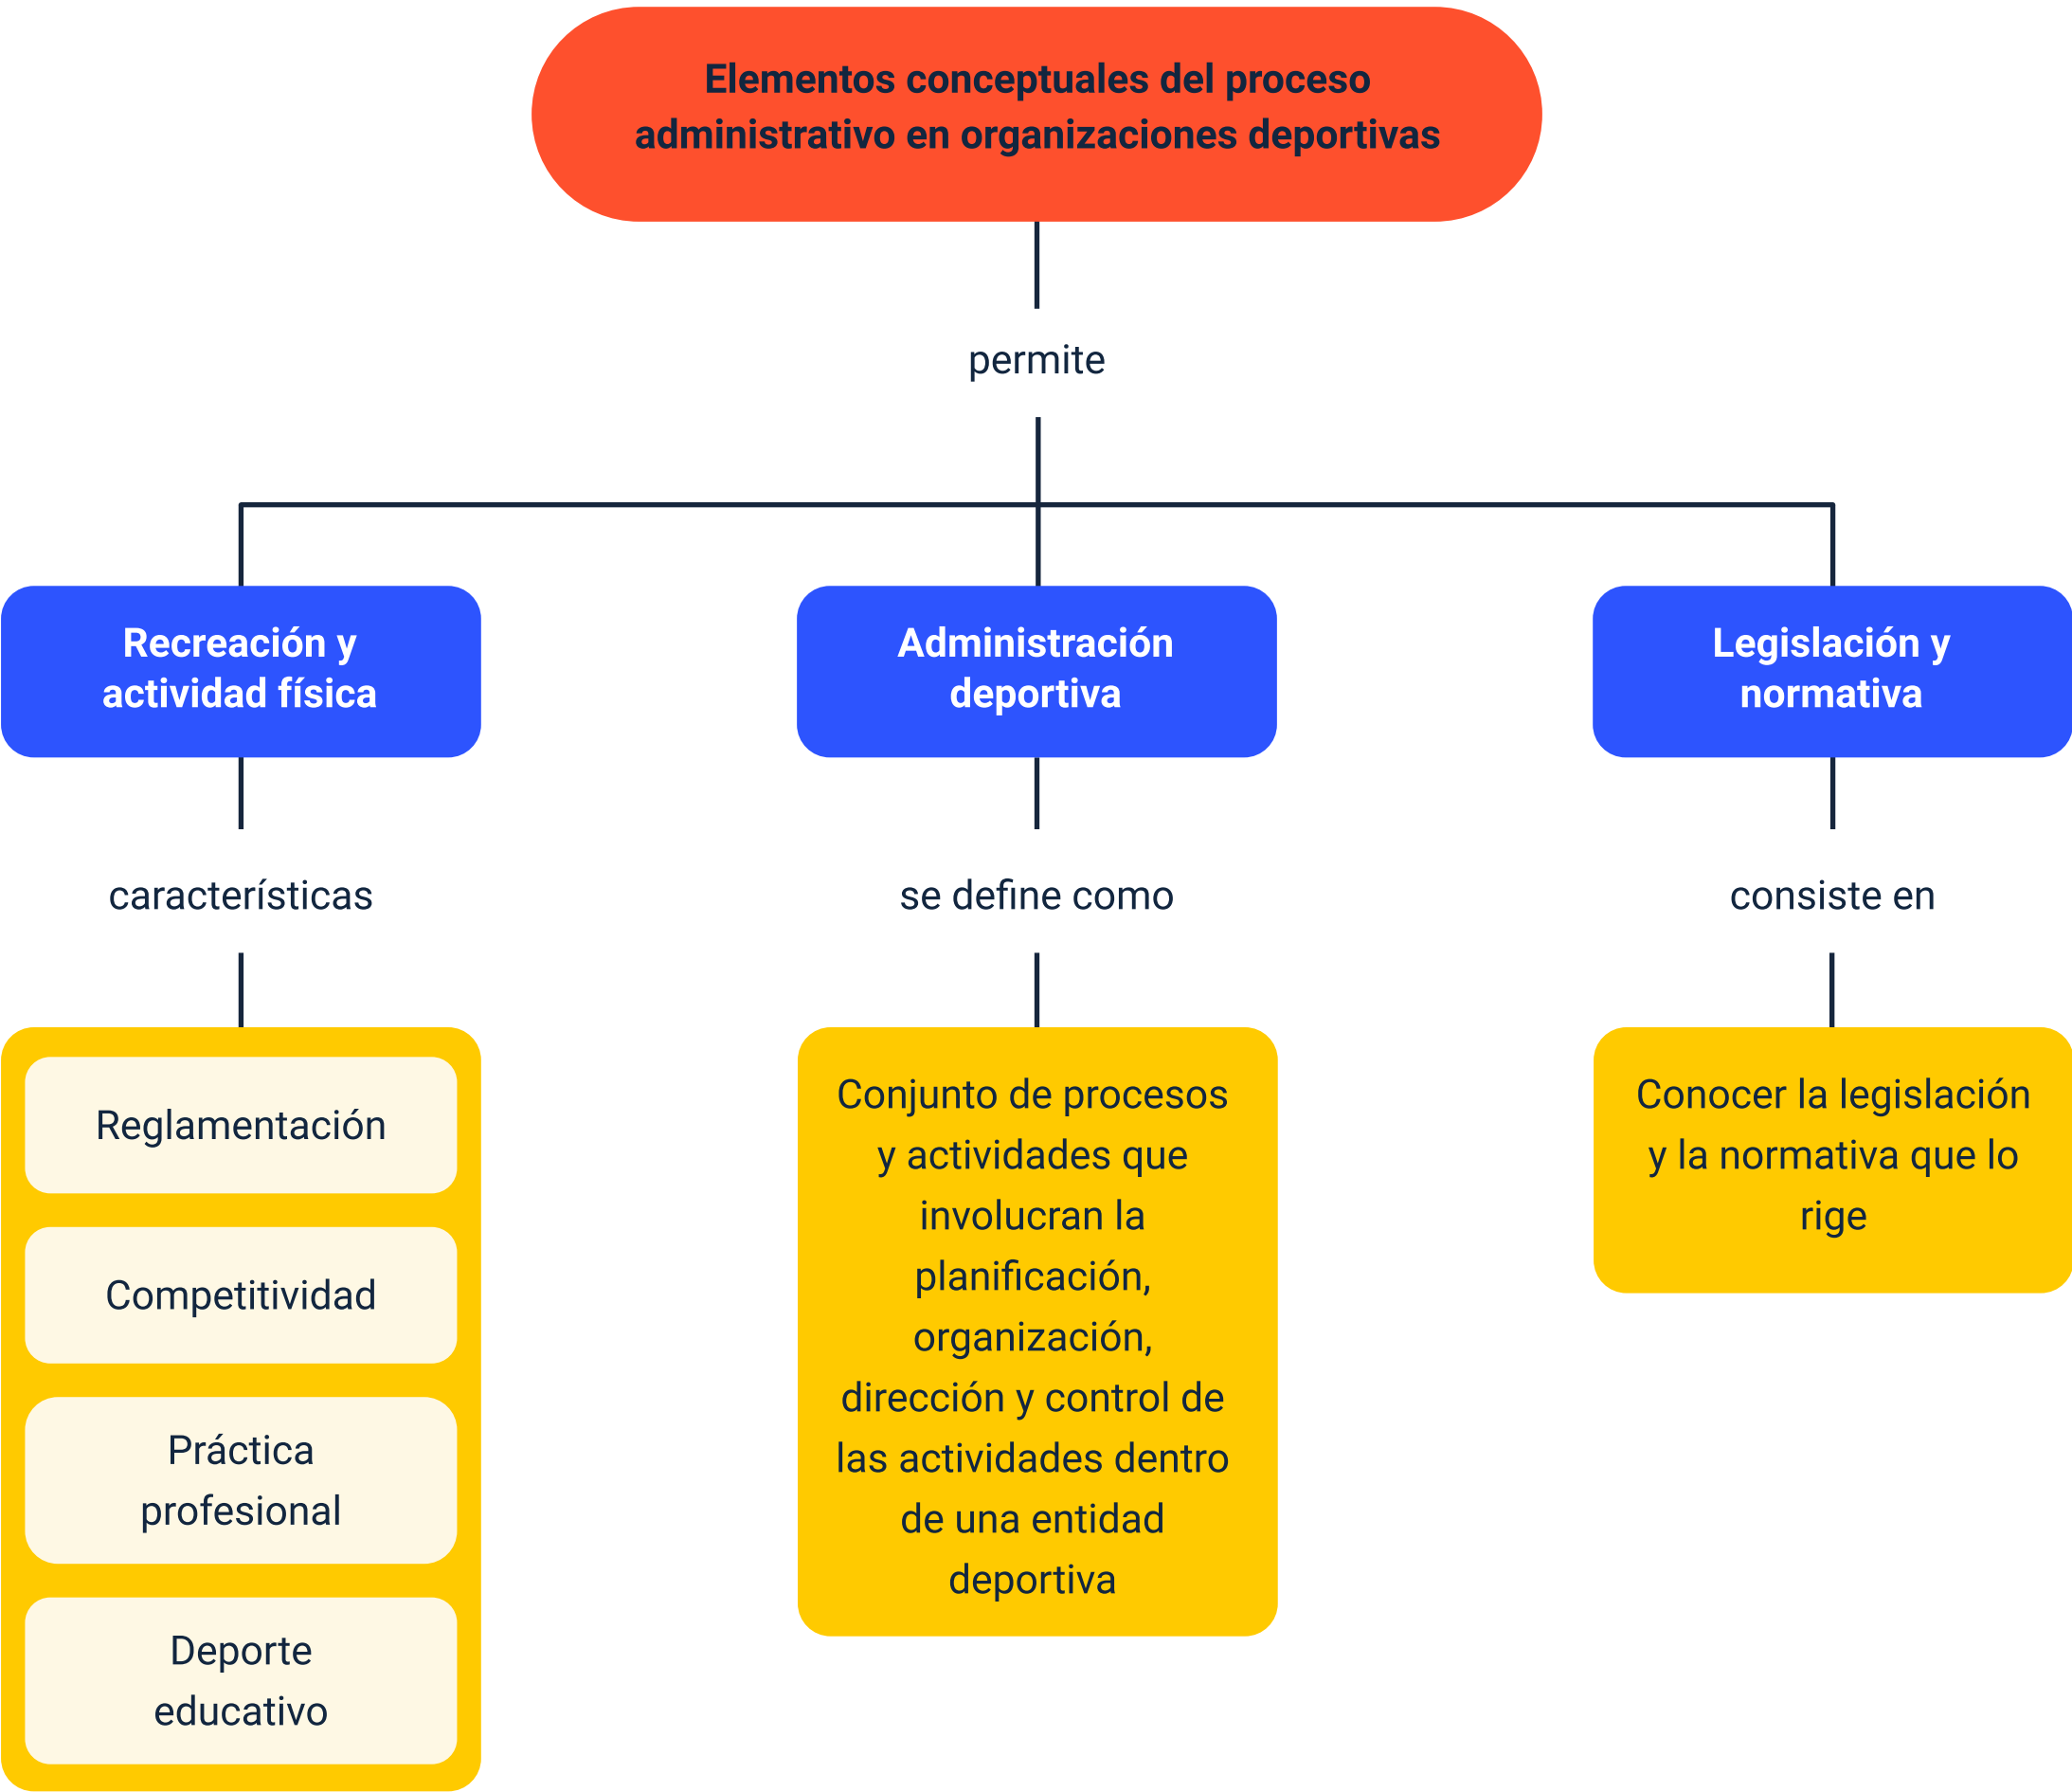 Elementos conceptuales del proceso
administrativo en organizaciones deportivas
permite
Recreación y
actividad física
Administración
deportiva
Legislación y
normativa
características
se define como
consiste en
Reglamentación
Competitividad
Práctica
profesional
Deporte
educativo
Conjunto de procesos
y actividades que
involucran la
planificación,
organización,
dirección y control de
las actividades dentro
de una entidad
deportiva
Conocer la legislación
y la normativa que lo
rige